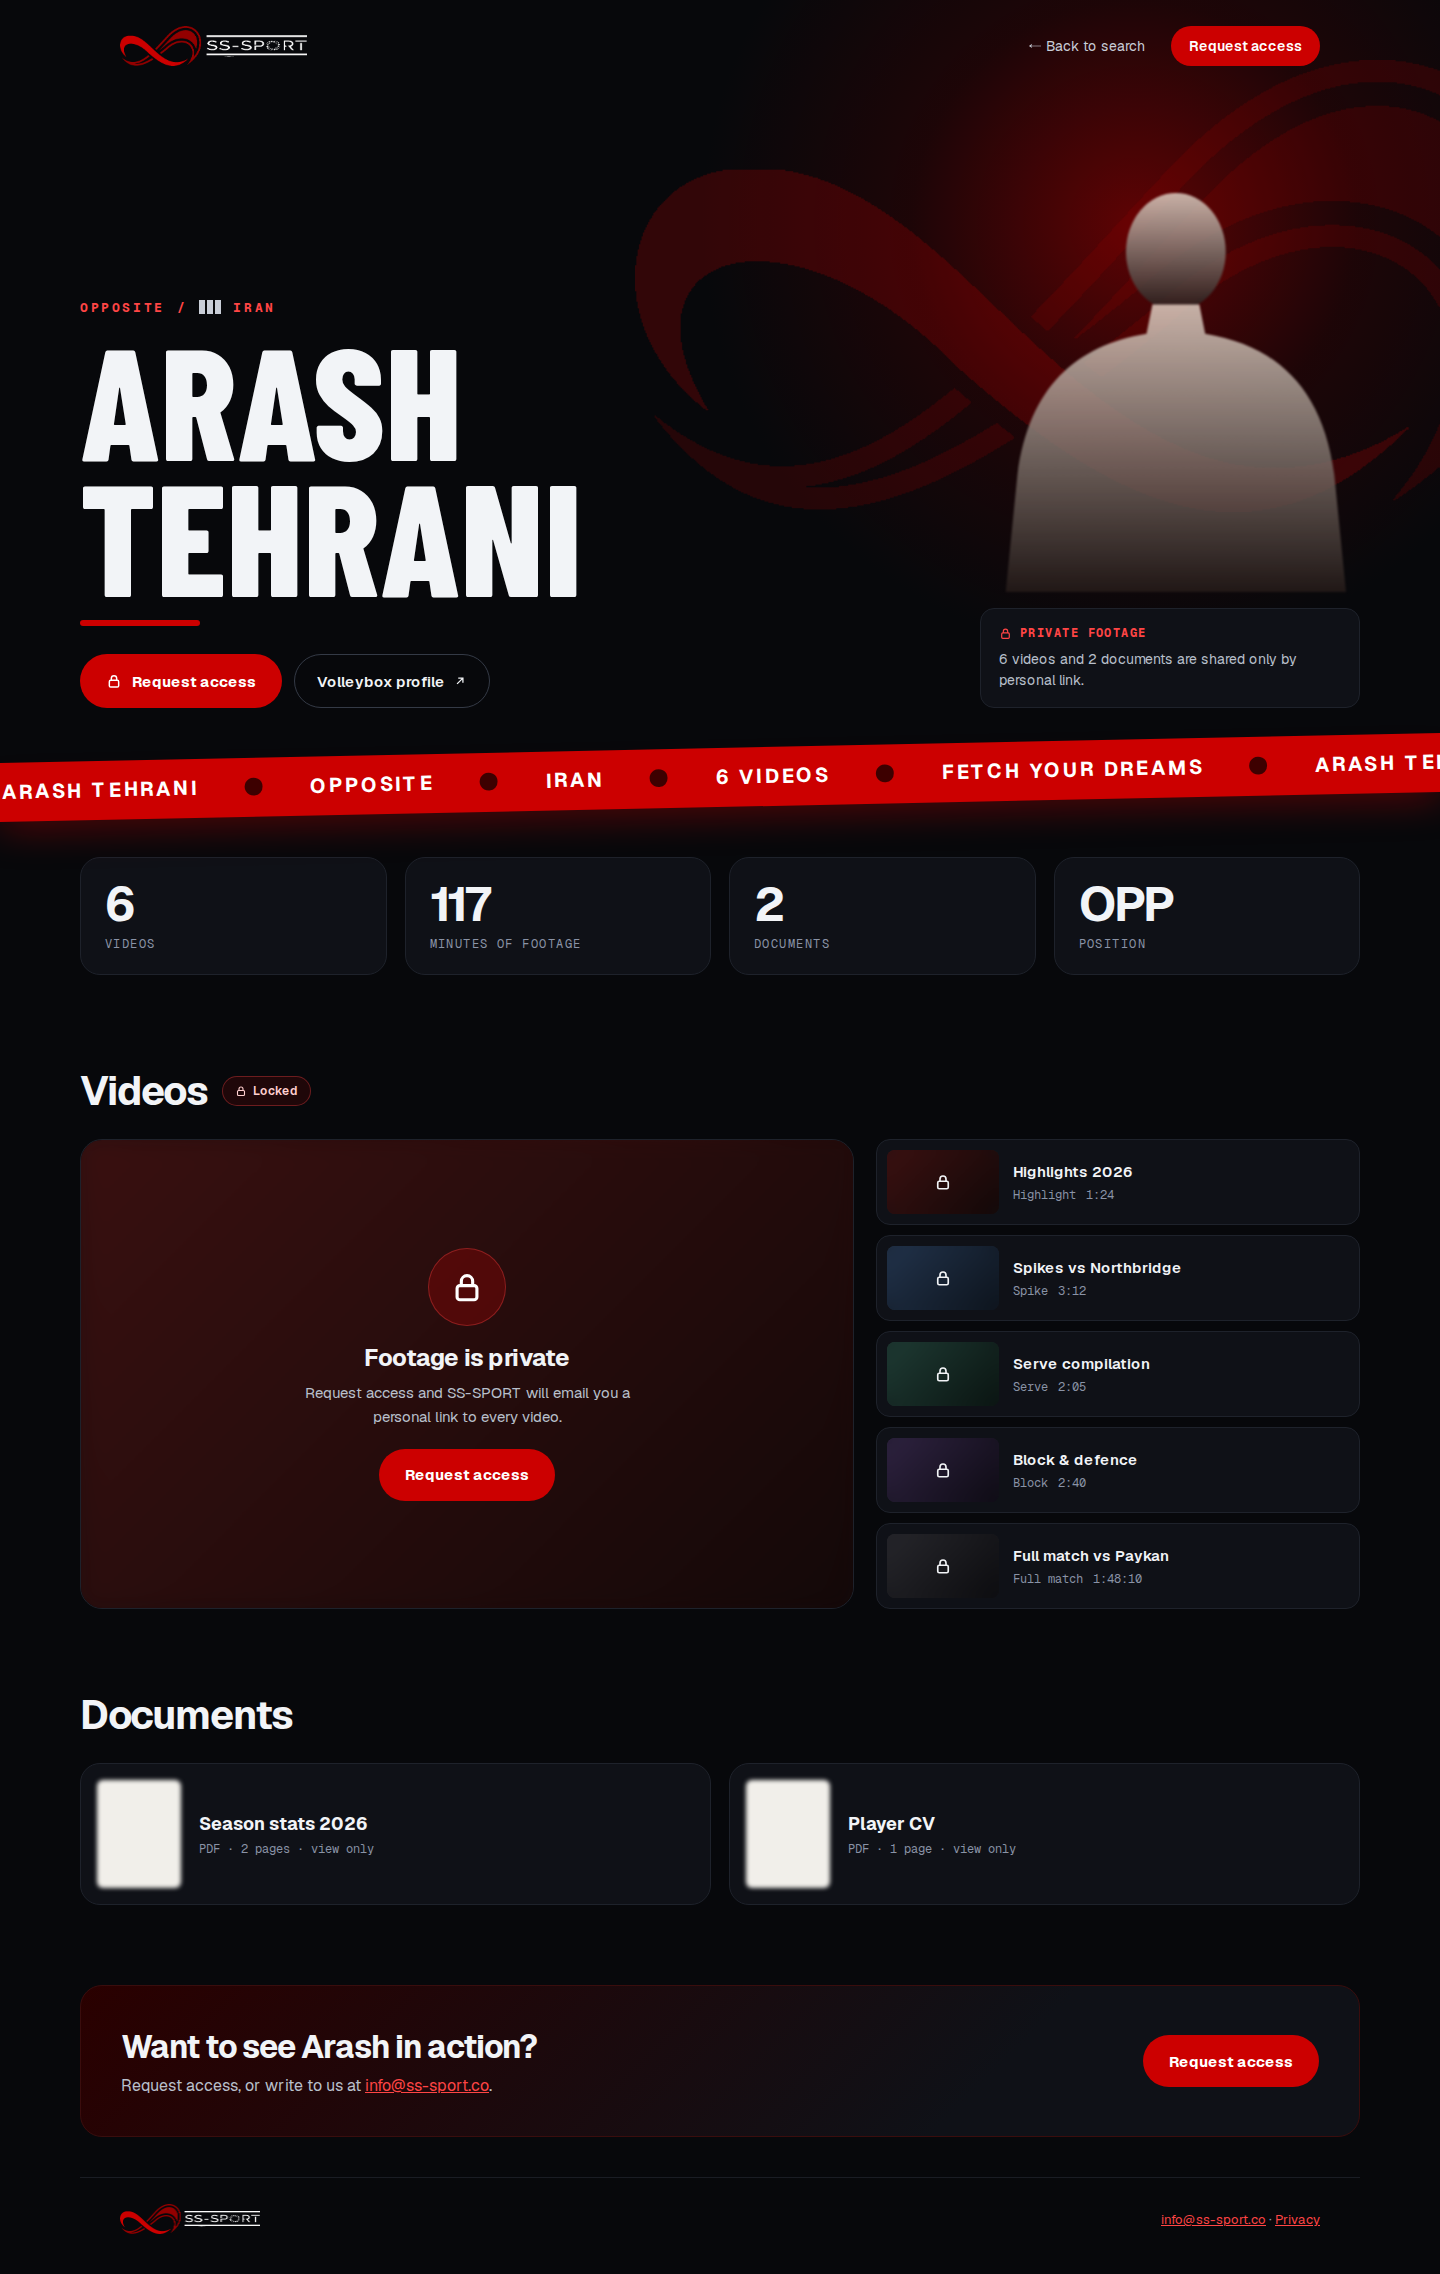 SS-SPORT
← Back to search
Request access
OPPOSITE / IRAN
ARASH
TEHRANI
Request access
Volleybox profile ↗
PRIVATE FOOTAGE
6 videos and 2 documents are shared only by
personal link.
ARASH TEHRANI ● OPPOSITE ● IRAN ● 6 VIDEOS ● FETCH YOUR DREAMS ● ARASH TE
6
VIDEOS
117
MINUTES OF FOOTAGE
2
DOCUMENTS
OPP
POSITION
Videos
Locked
Footage is private
Request access and SS-SPORT will email you a
personal link to every video.
Request access
Highlights 2026
Highlight 1:24
Spikes vs Northbridge
Spike 3:12
Serve compilation
Serve 2:05
Block & defence
Block 2:40
Full match vs Paykan
Full match 1:48:10
Documents
Season stats 2026
PDF · 2 pages · view only
Player CV
PDF · 1 page · view only
Want to see Arash in action?
Request access, or write to us at info@ss-sport.co.
Request access
SS-SPORT
info@ss-sport.co · Privacy